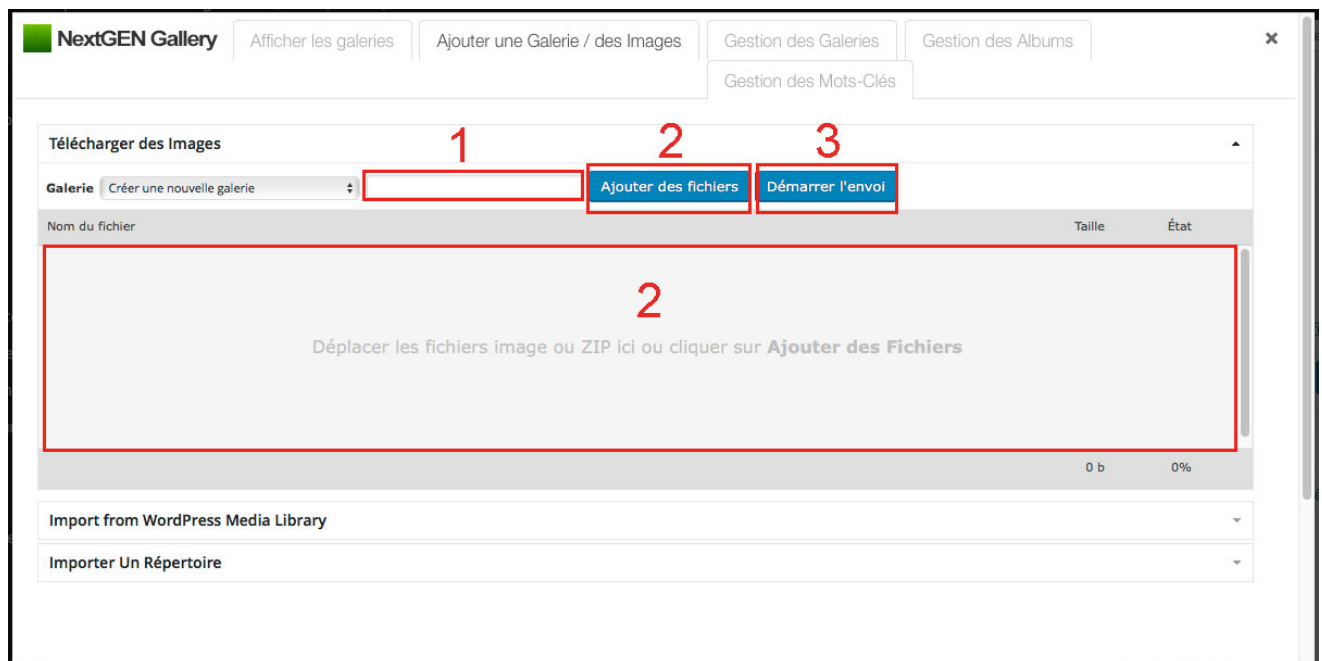 NextGEN Gallery
Afficher les galeries
Ajouter une Galerie / des Images
Gestion des Galeries
Gestion des Albums
×
Gestion des Mots-Clés
Télécharger des Images
1
2
3
Galerie
Créer une nouvelle galerie
Ajouter des fichiers
Démarrer l'envoi
Nom du fichier
Taille
État
2
Déplacer les fichiers image ou ZIP ici ou cliquer sur Ajouter des Fichiers
0 b
0%
Import from WordPress Media Library
Importer Un Répertoire